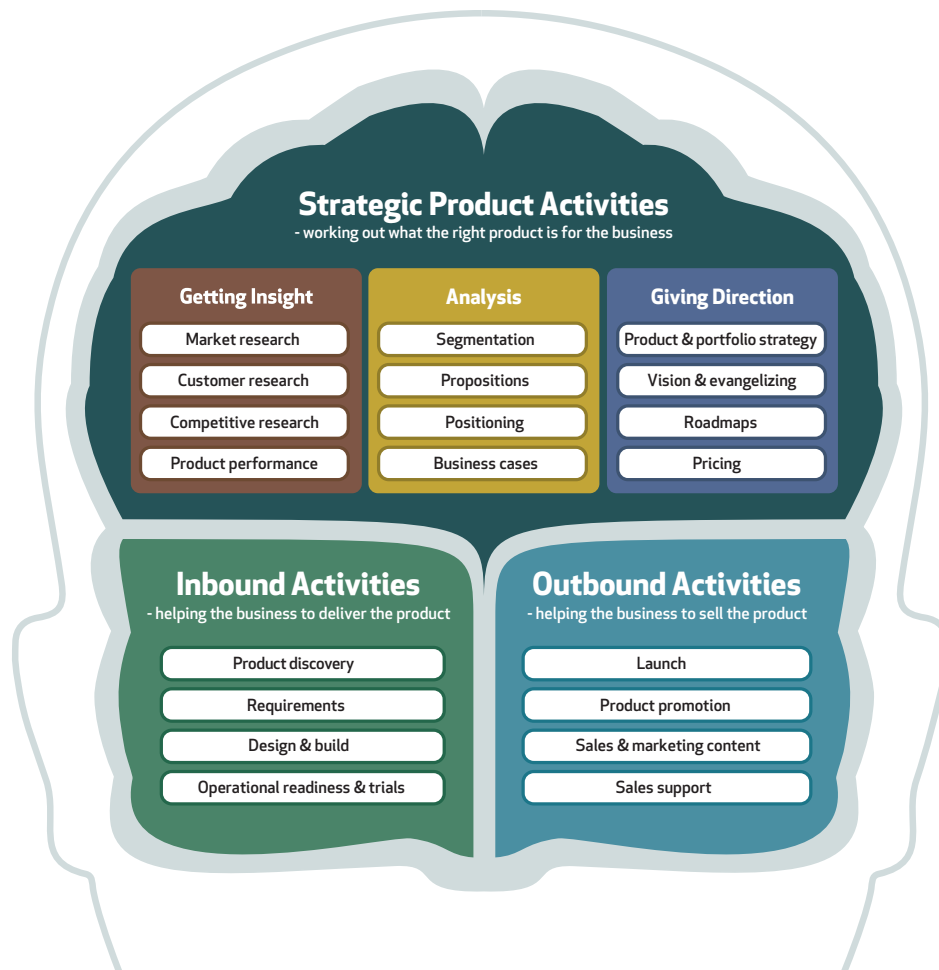 Strategic Product Activities
- working out what the right product is for the business
Getting Insight
Market research
Customer research
Competitive research
Product performance
Analysis
Segmentation
Propositions
Positioning
Business cases
Giving Direction
Product & portfolio strategy
Vision & evangelizing
Roadmaps
Pricing
Inbound Activities
- helping the business to deliver the product
Product discovery
Requirements
Design & build
Operational readiness & trials
Outbound Activities
- helping the business to sell the product
Launch
Product promotion
Sales & marketing content
Sales support